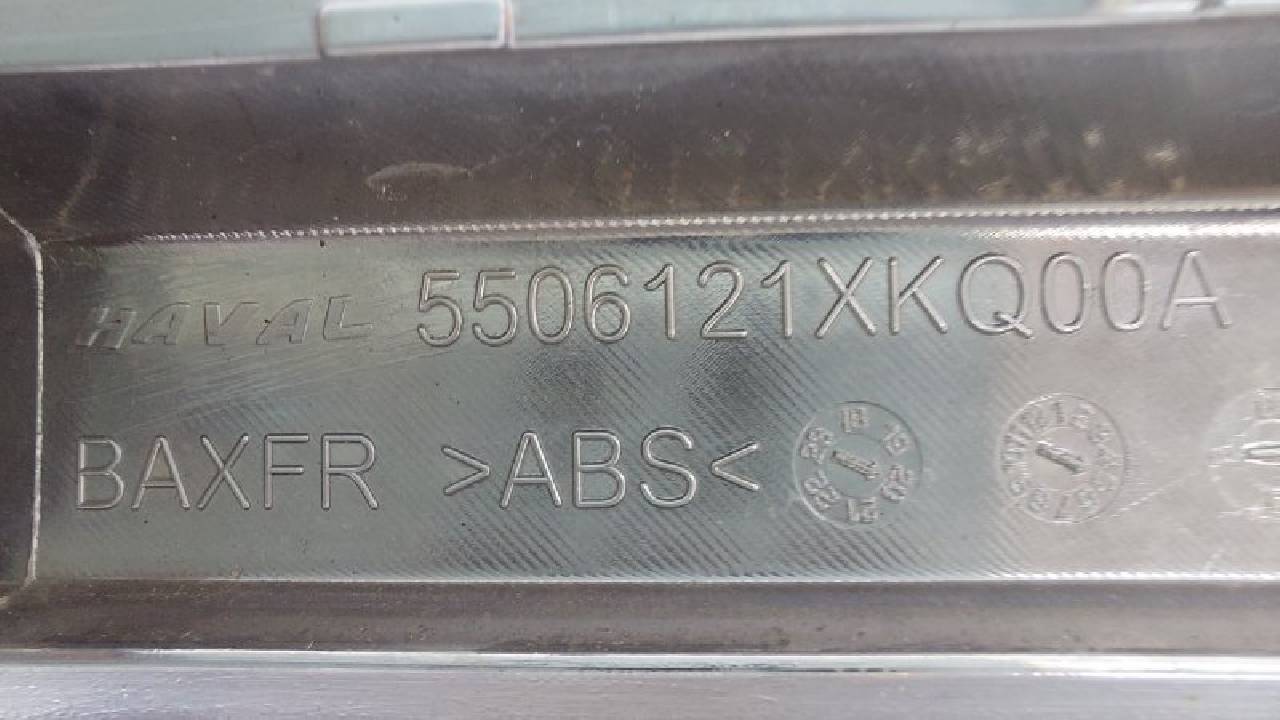 HAVAL 5506121XKQ00A
BAXFR >ABS<